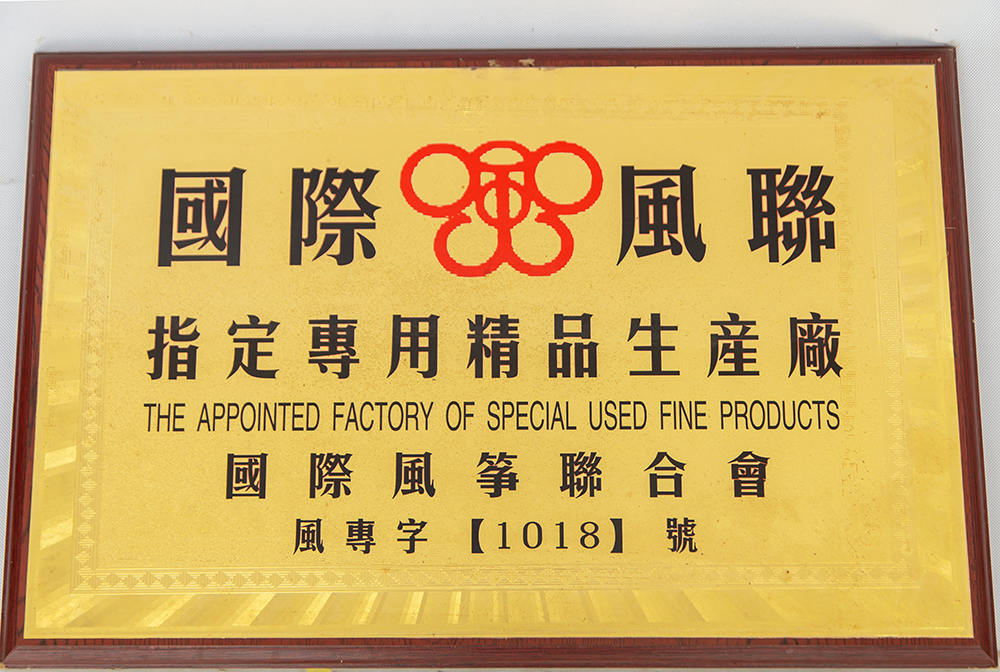 國際風聯
指定專用精品生産廠
THE APPOINTED FACTORY OF SPECIAL USED FINE PRODUCTS
國際風箏聯合會
風專字【1018】號